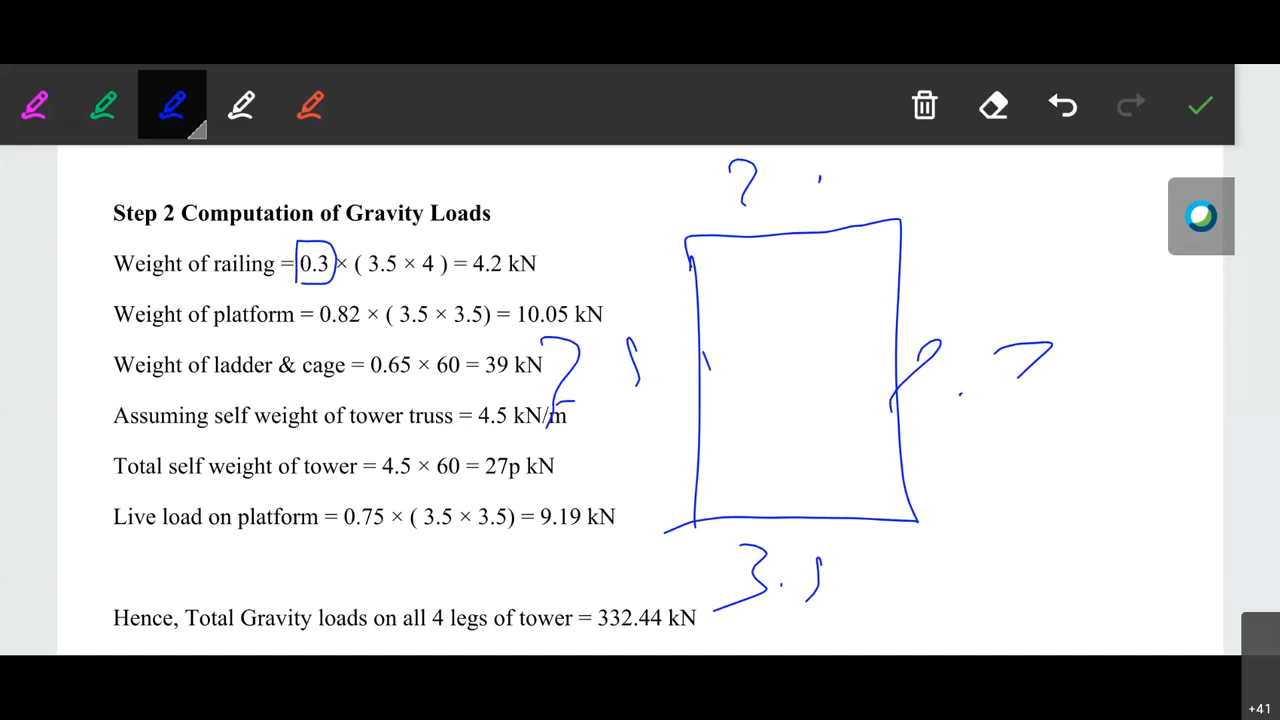 Step 2 Computation of Gravity Loads
Weight of railing = 0.3 × ( 3.5 × 4 ) = 4.2 kN
Weight of platform = 0.82 × ( 3.5 × 3.5) = 10.05 kN
Weight of ladder & cage = 0.65 × 60 = 39 kN
Assuming self weight of tower truss = 4.5 kN/m
Total self weight of tower = 4.5 × 60 = 27p kN
Live load on platform = 0.75 × ( 3.5 × 3.5) = 9.19 kN
Hence, Total Gravity loads on all 4 legs of tower = 332.44 kN
+41